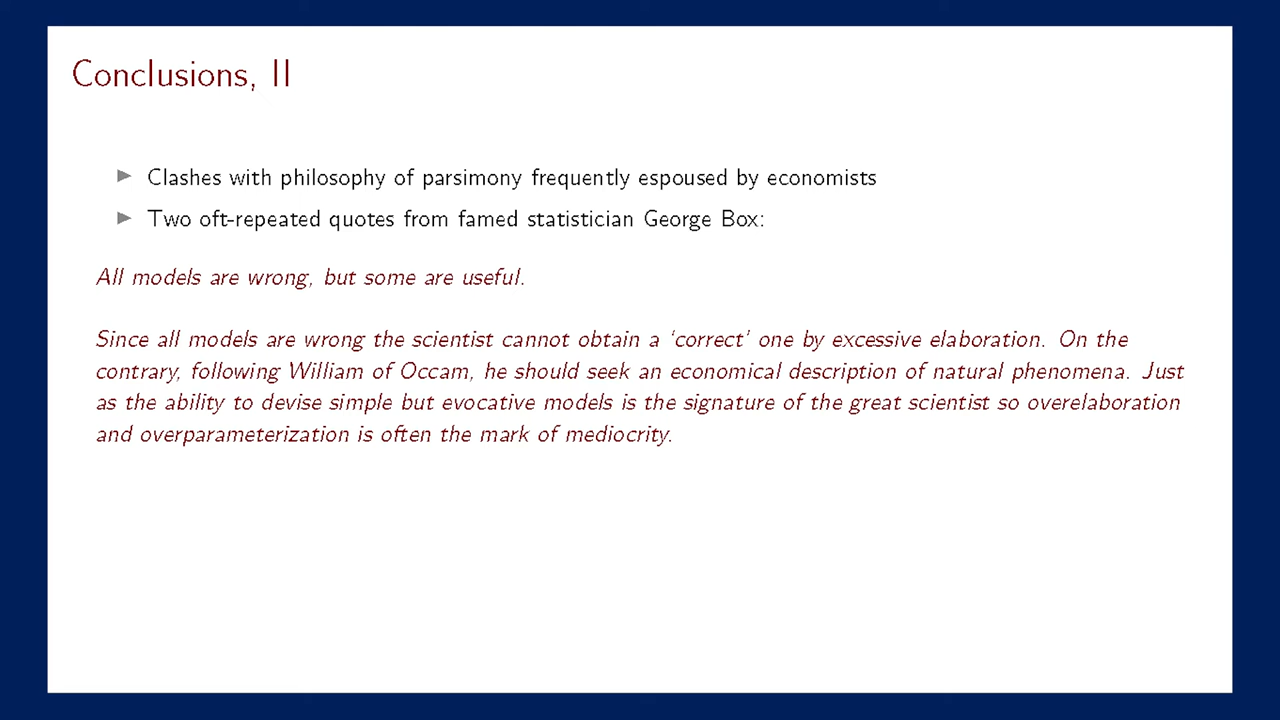 Conclusions, II
▶ Clashes with philosophy of parsimony frequently espoused by economists
▶ Two oft-repeated quotes from famed statistician George Box:
All models are wrong, but some are useful.
Since all models are wrong the scientist cannot obtain a ‘correct’ one by excessive elaboration. On the
contrary, following William of Occam, he should seek an economical description of natural phenomena. Just
as the ability to devise simple but evocative models is the signature of the great scientist so overelaboration
and overparameterization is often the mark of mediocrity.